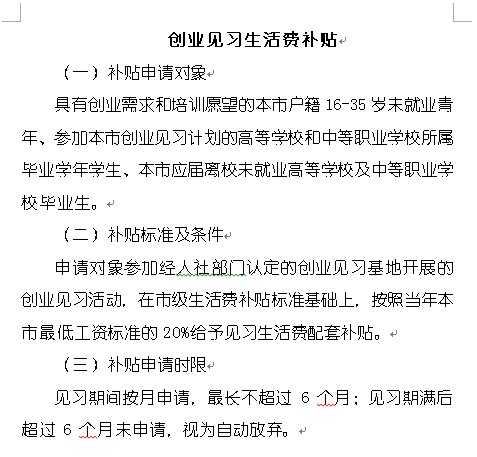 创业见习生活费补贴
（一）补贴申请对象
具有创业需求和培训愿望的本市户籍 16-35 岁未就业青
年、参加本市创业见习计划的高等学校和中等职业学校所属
毕业学年学生、本市应届离校未就业高等学校及中等职业学
校毕业生。
（二）补贴标准及条件
申请对象参加经人社部门认定的创业见习基地开展的
创业见习活动，在市级生活费补贴标准基础上，按照当年本
市最低工资标准的 20%给予见习生活费配套补贴。
（三）补贴申请时限
见习期间按月申请，最长不超过 6 个月；见习期满后
超过 6 个月未申请，视为自动放弃。